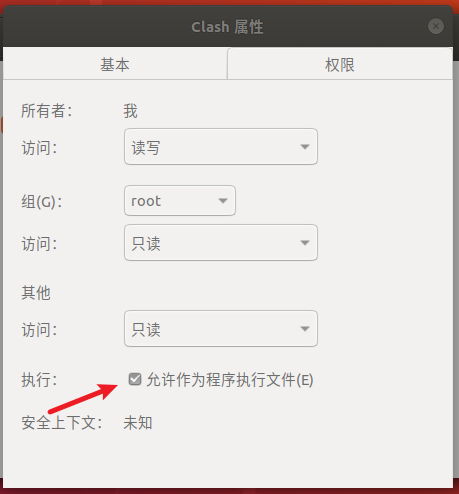 Clash 属性
基本 权限
所有者： 我
访问： 读写
组(G)： root
访问： 只读
其他
访问： 只读
执行： 允许作为程序执行文件(E)
安全上下文： 未知